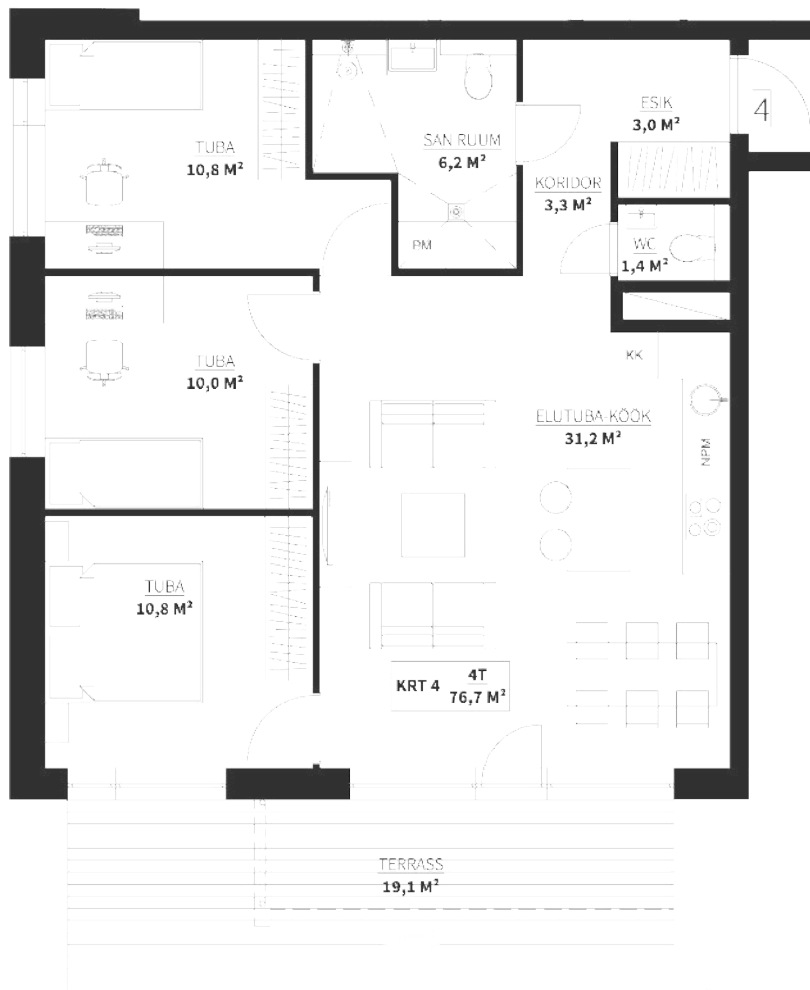 ESIK
3,0 M²
4
TUBA
10,8 M²
SAN RUUM
6,2 M²
KORIDOR
3,3 M²
PM
WC
1,4 M²
TUBA
10,0 M²
KK
ELUTUBA-KÖÖK
31,2 M²
NPM
TUBA
10,8 M²
KRT 4
4T
76,7 M²
TERRASS
19,1 M²